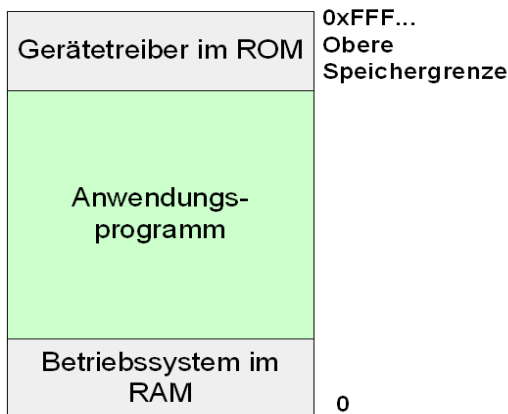 Gerätetreiber im ROM
0xFFF...
Obere
Speichergrenze
Anwendungs-
programm
Betriebssystem im
RAM
0